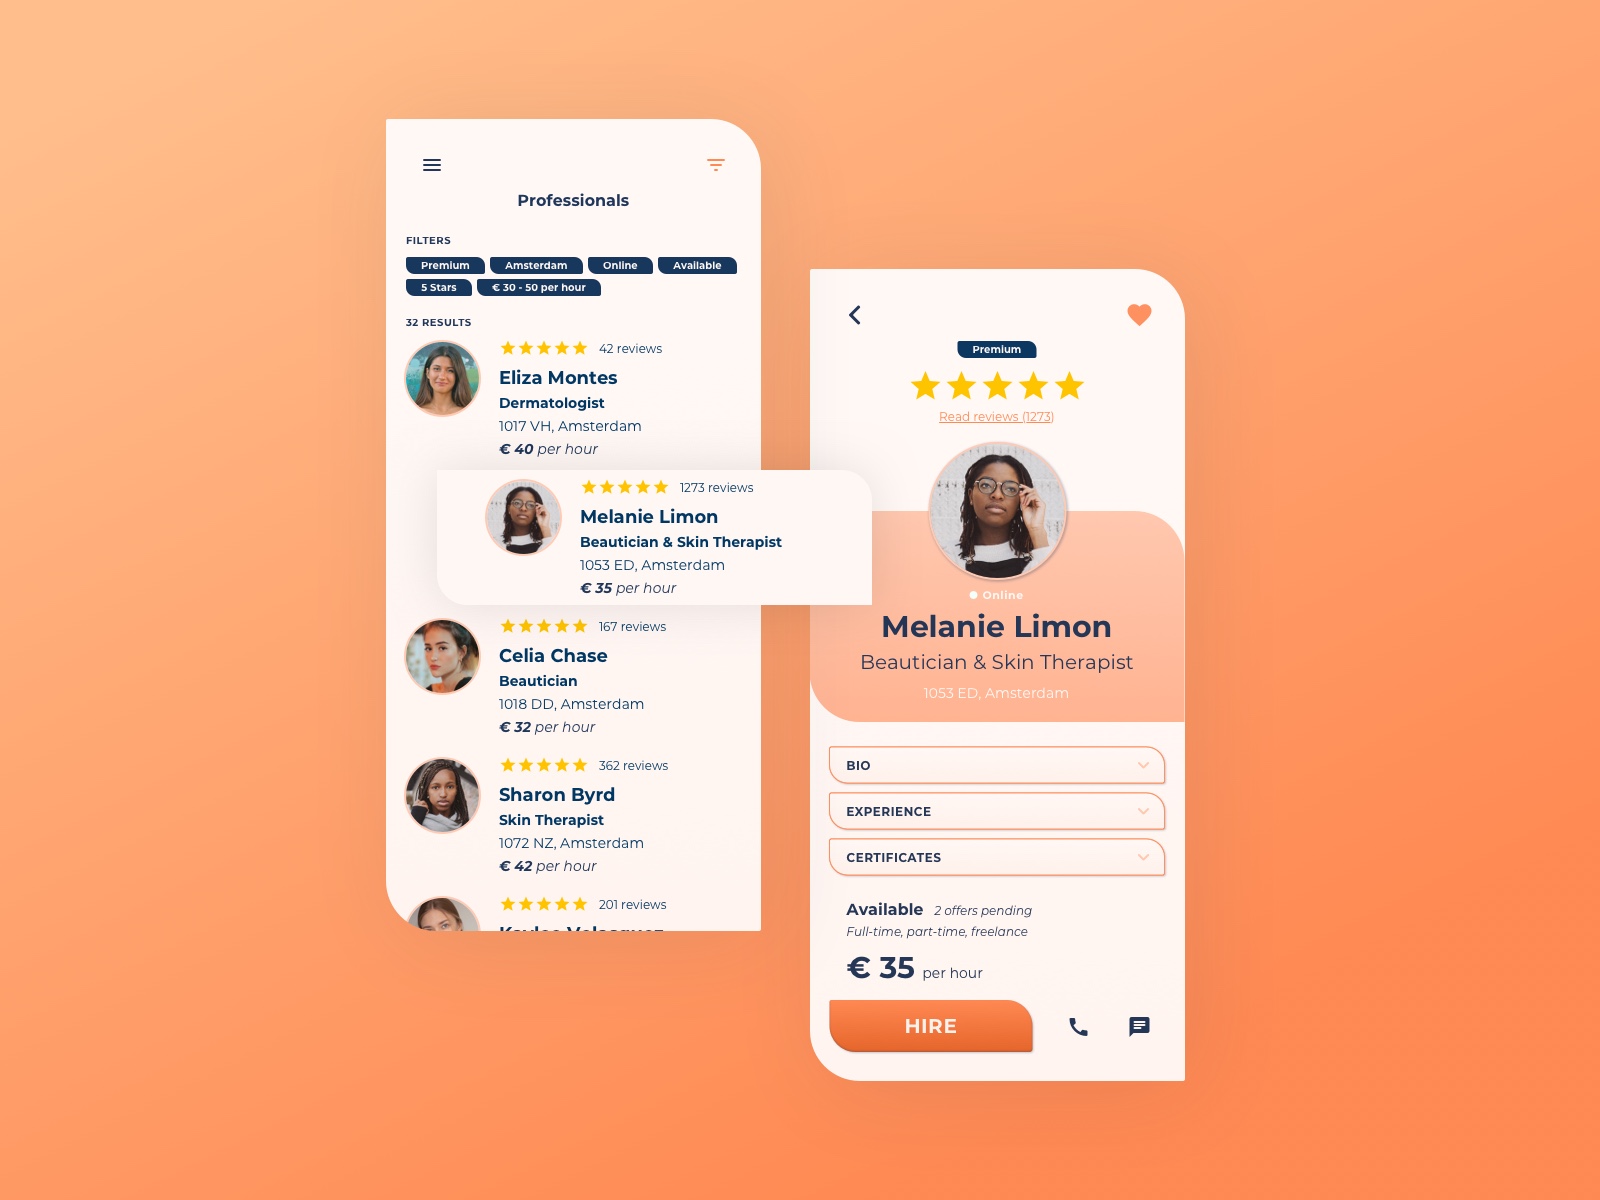 Professionals
FILTERS
Premium Amsterdam Online Available
5 Stars € 30 - 50 per hour
32 RESULTS
42 reviews
Eliza Montes
Dermatologist
1017 VH, Amsterdam
€ 40 per hour
1273 reviews
Melanie Limon
Beautician & Skin Therapist
1053 ED, Amsterdam
€ 35 per hour
167 reviews
Celia Chase
Beautician
1018 DD, Amsterdam
€ 32 per hour
362 reviews
Sharon Byrd
Skin Therapist
1072 NZ, Amsterdam
€ 42 per hour
201 reviews
Premium
Read reviews (1273)
Online
Melanie Limon
Beautician & Skin Therapist
1053 ED, Amsterdam
BIO
EXPERIENCE
CERTIFICATES
Available 2 offers pending
Full-time, part-time, freelance
€ 35 per hour
HIRE